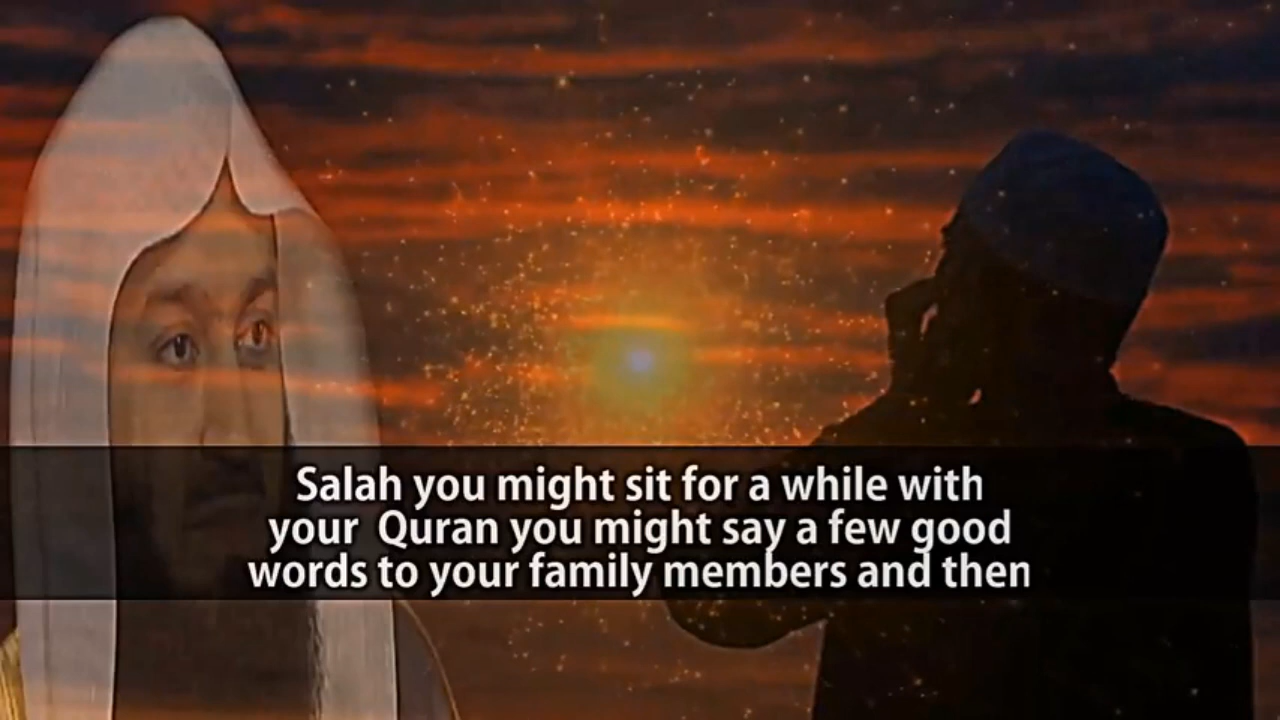 Salah you might sit for a while with
your  Quran you might say a few good
words to your family members and then